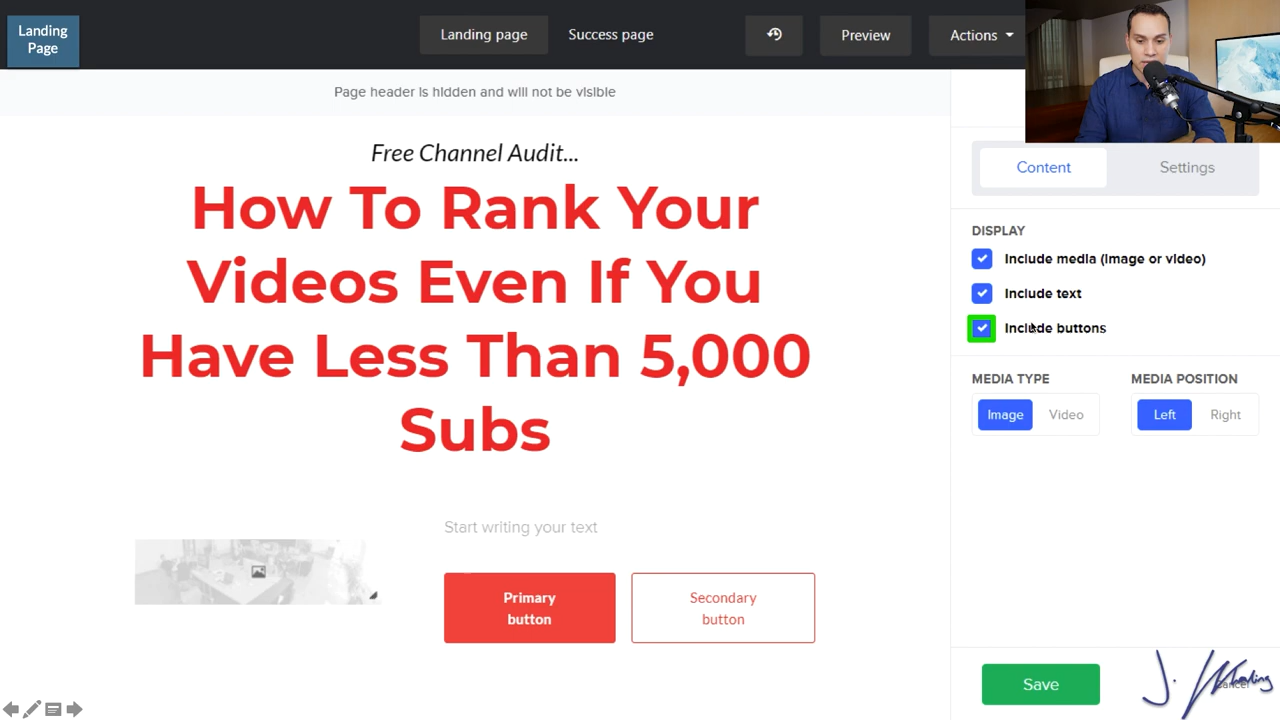 Landing
Page
Landing page
Success page
Preview
Actions
Page header is hidden and will not be visible
Free Channel Audit...
How To Rank Your
Videos Even If You
Have Less Than 5,000
Subs
Start writing your text
Primary
button
Secondary
button
Content
Settings
DISPLAY
Include media (image or video)
Include text
Include buttons
MEDIA TYPE
MEDIA POSITION
Image
Video
Left
Right
Save
Cancel